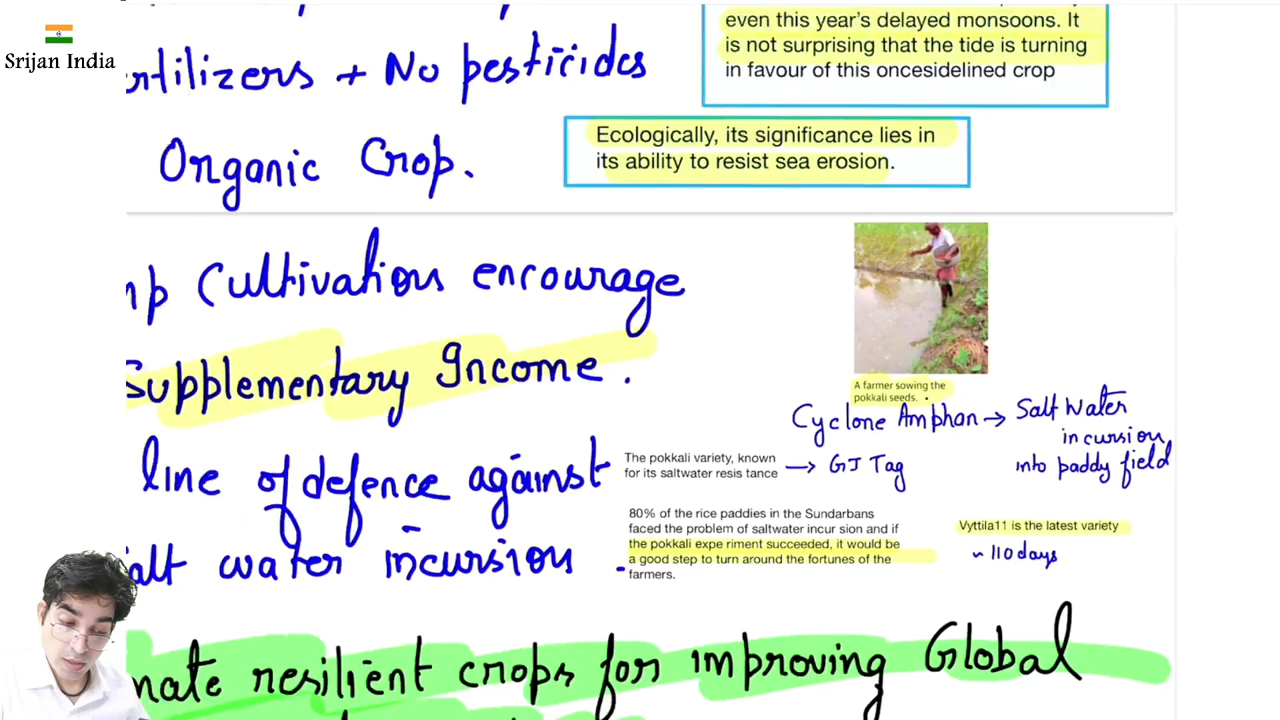 Srijan India
even this year's delayed monsoons. It
is not surprising that the tide is turning
in favour of this oncesidelined crop
rtilizers + No pesticides
Ecologically, its significance lies in
its ability to resist sea erosion.
Organic Crop.
mp Cultivations encourage
Supplementary Income.
A farmer sowing the
pokkali seeds.
Cyclone Amphan → Salt Water
incursion
into paddy field
The pokkali variety, known
for its saltwater resis tance
→ GI Tag
line of defence against
80% of the rice paddies in the Sundarbans
faced the problem of saltwater incur sion and if
the pokkali expe riment succeeded, it would be
a good step to turn around the fortunes of the
farmers.
Vyttila11 is the latest variety
~ 110 days
alt water incursion .
mate resilient crops for improving Global